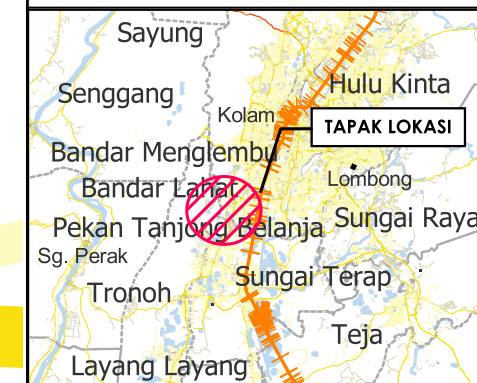 Sayung
Hulu Kinta
Senggang
Kolam
TAPAK LOKASI
Bandar Menglembu
Lombong
Bandar Lahat
Pekan Tanjong Belanja
Sungai Raya
Sg. Perak
Sungai Terap
Tronoh
Teja
Layang Layang